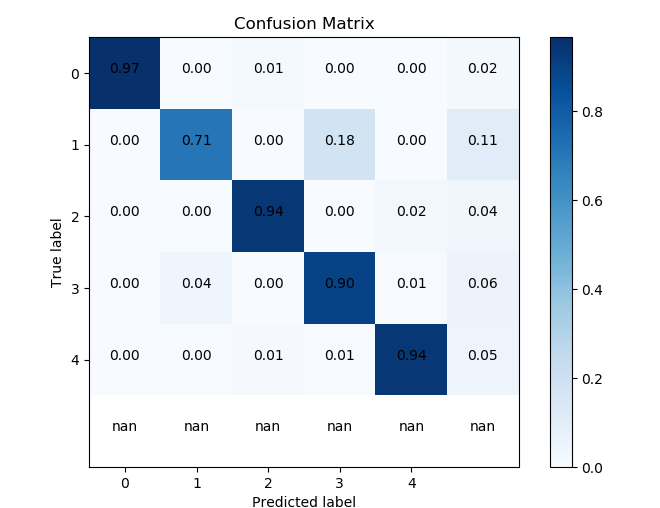 Confusion Matrix
True label
0 0.97 0.00 0.01 0.00 0.00 0.02
1 0.00 0.71 0.00 0.18 0.00 0.11
2 0.00 0.00 0.94 0.00 0.02 0.04
3 0.00 0.04 0.00 0.90 0.01 0.06
4 0.00 0.00 0.01 0.01 0.94 0.05
nan nan nan nan nan nan
0 1 2 3 4
Predicted label
0.8
0.6
0.4
0.2
0.0